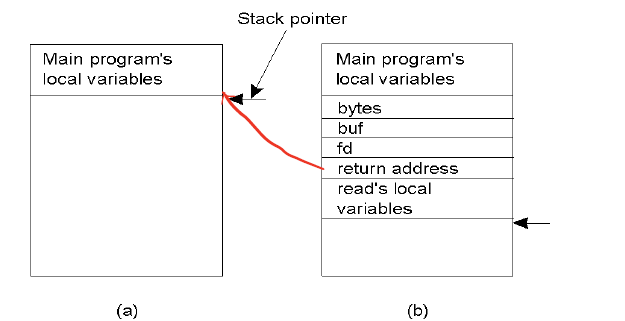 Stack pointer
Main program's
local variables
Main program's
local variables
bytes
buf
fd
return address
read's local
variables
(a)
(b)